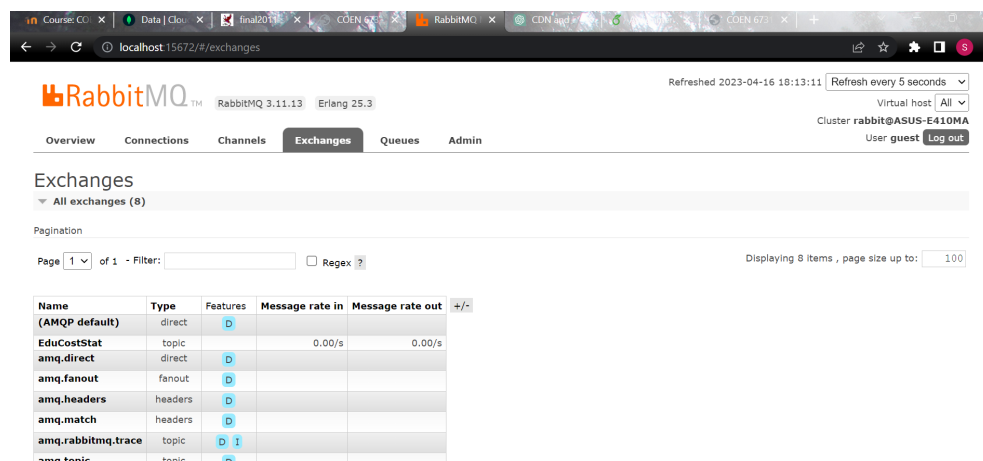 Course: CO
Data | Clou
final2011
COEN 6731
RabbitMQ
CDN and
COEN 6731
localhost:15672/#/exchanges
S
RabbitMQ TM RabbitMQ 3.11.13 Erlang 25.3
Refreshed 2023-04-16 18:13:11 Refresh every 5 seconds
Virtual host All
Cluster rabbit@ASUS-E410MA
User guest Log out
Overview Connections Channels Exchanges Queues Admin
Exchanges
All exchanges (8)
Pagination
Page 1 of 1 - Filter: Regex ? Displaying 8 items , page size up to: 100
Name Type Features Message rate in Message rate out +/-
(AMQP default) direct D
EduCostStat topic 0.00/s 0.00/s
amq.direct direct D
amq.fanout fanout D
amq.headers headers D
amq.match headers D
amq.rabbitmq.trace topic D I
amq.topic topic D